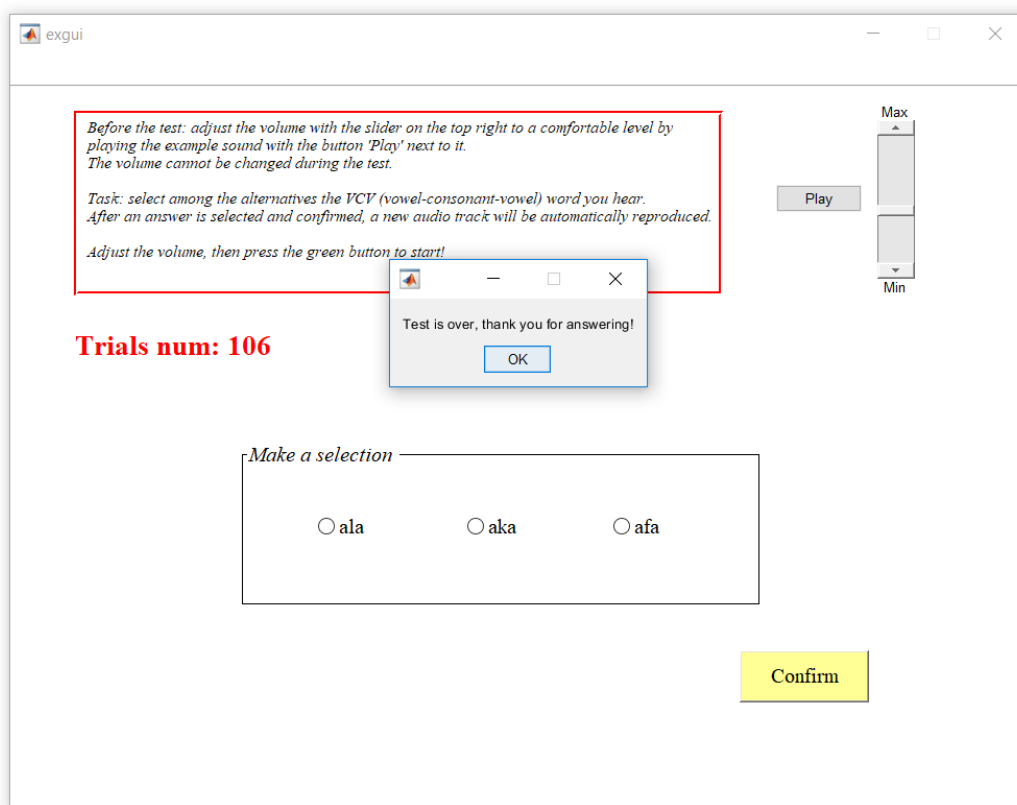 exgui
Before the test: adjust the volume with the slider on the top right to a comfortable level by
playing the example sound with the button 'Play' next to it.
The volume cannot be changed during the test.
Task: select among the alternatives the VCV (vowel-consonant-vowel) word you hear.
After an answer is selected and confirmed, a new audio track will be automatically reproduced.
Adjust the volume, then press the green button to start!
Max
Play
Min
Test is over, thank you for answering!
OK
Trials num: 106
Make a selection
ala aka afa
Confirm